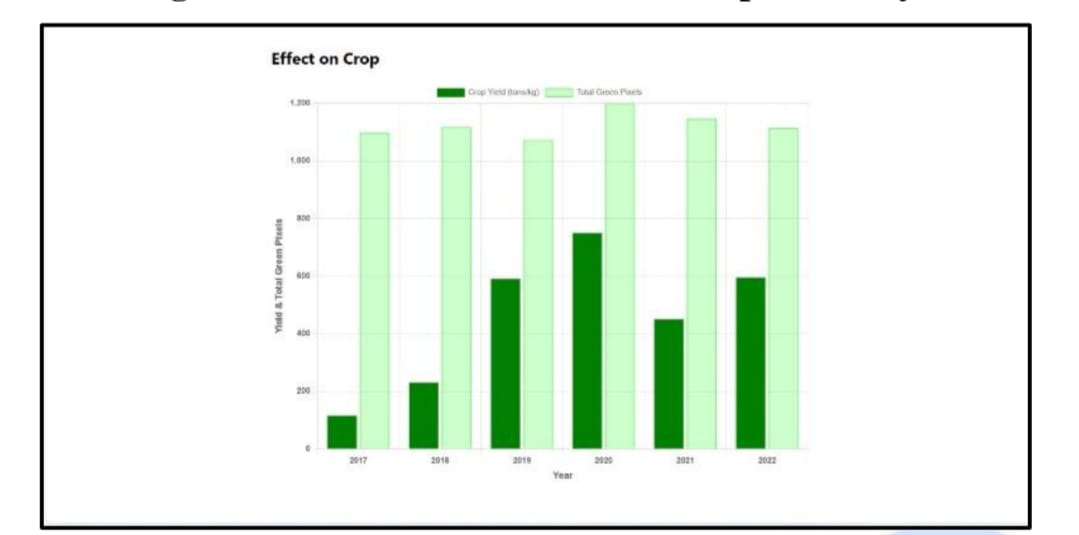 Effect on Crop
Crop Yield (tons/kg) Total Green Pixels
1,200
1,000
800
600
400
200
0
Yield & Total Green Pixels
2017 2018 2019 2020 2021 2022
Year